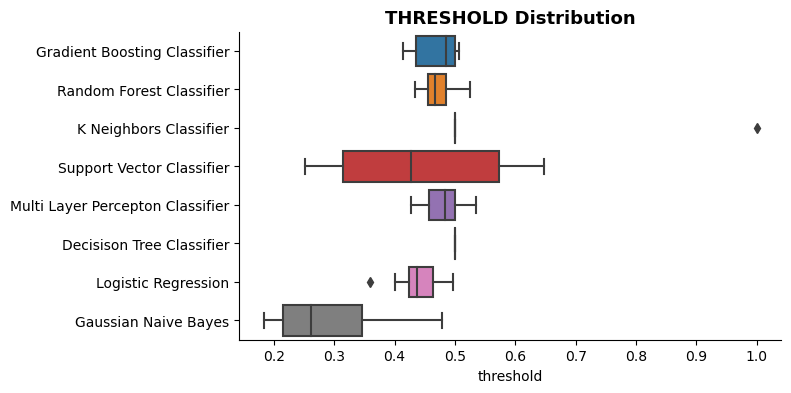 THRESHOLD Distribution
Gradient Boosting Classifier
Random Forest Classifier
K Neighbors Classifier
Support Vector Classifier
Multi Layer Percepton Classifier
Decisison Tree Classifier
Logistic Regression
Gaussian Naive Bayes
0.2 0.3 0.4 0.5 0.6 0.7 0.8 0.9 1.0
threshold